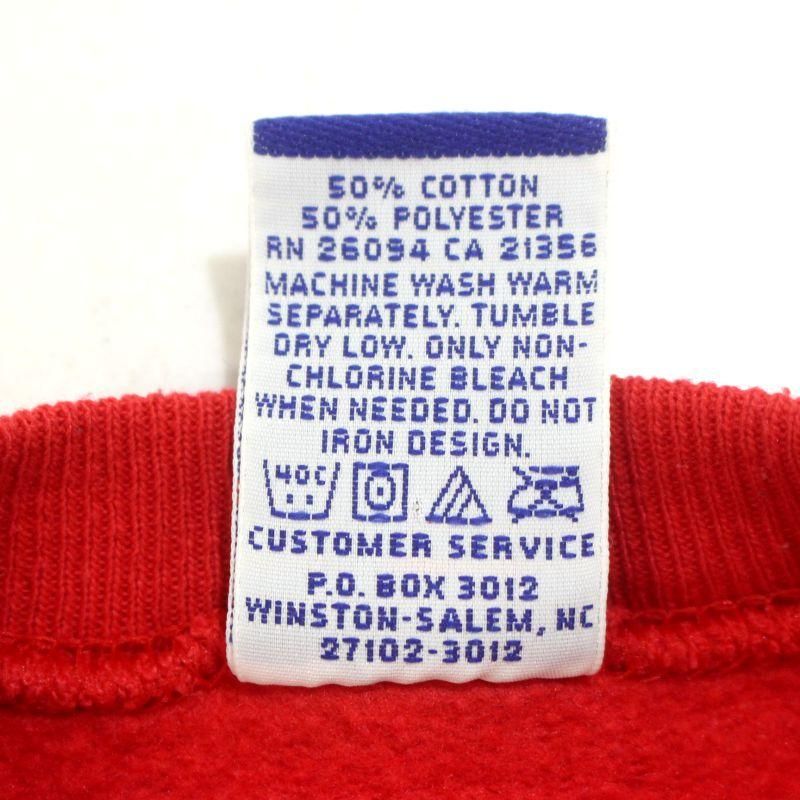 50% COTTON
50% POLYESTER
RN 26094 CA 21356
MACHINE WASH WARM
SEPARATELY. TUMBLE
DRY LOW. ONLY NON-
CHLORINE BLEACH
WHEN NEEDED. DO NOT
IRON DESIGN.
40C
CUSTOMER SERVICE
P.O. BOX 3012
WINSTON-SALEM, NC
27102-3012